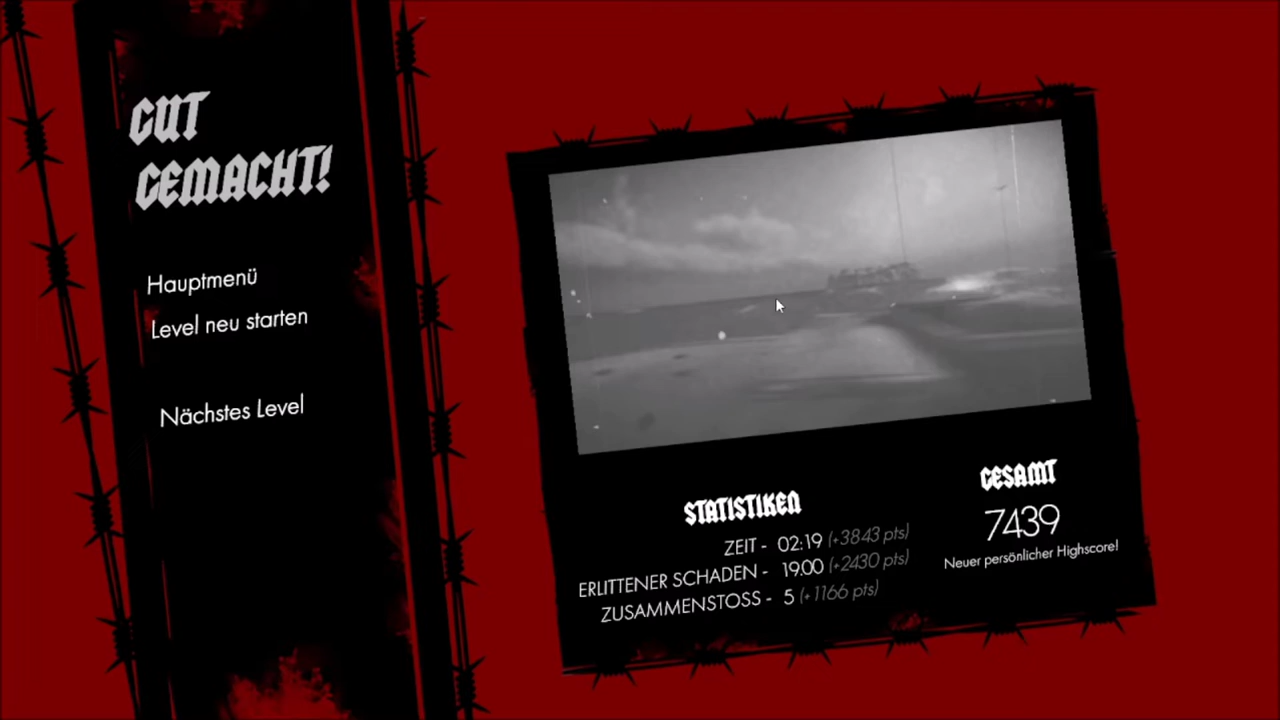 GUT
GEMACHT!
Hauptmenü
Level neu starten
Nächstes Level
STATISTIKEN
ZEIT - 02:19 (+3843 pts)
ERLITTENER SCHADEN - 19.00 (+2430 pts)
ZUSAMMENSTOSS - 5 (+1166 pts)
GESAMT
7439
Neuer persönlicher Highscore!